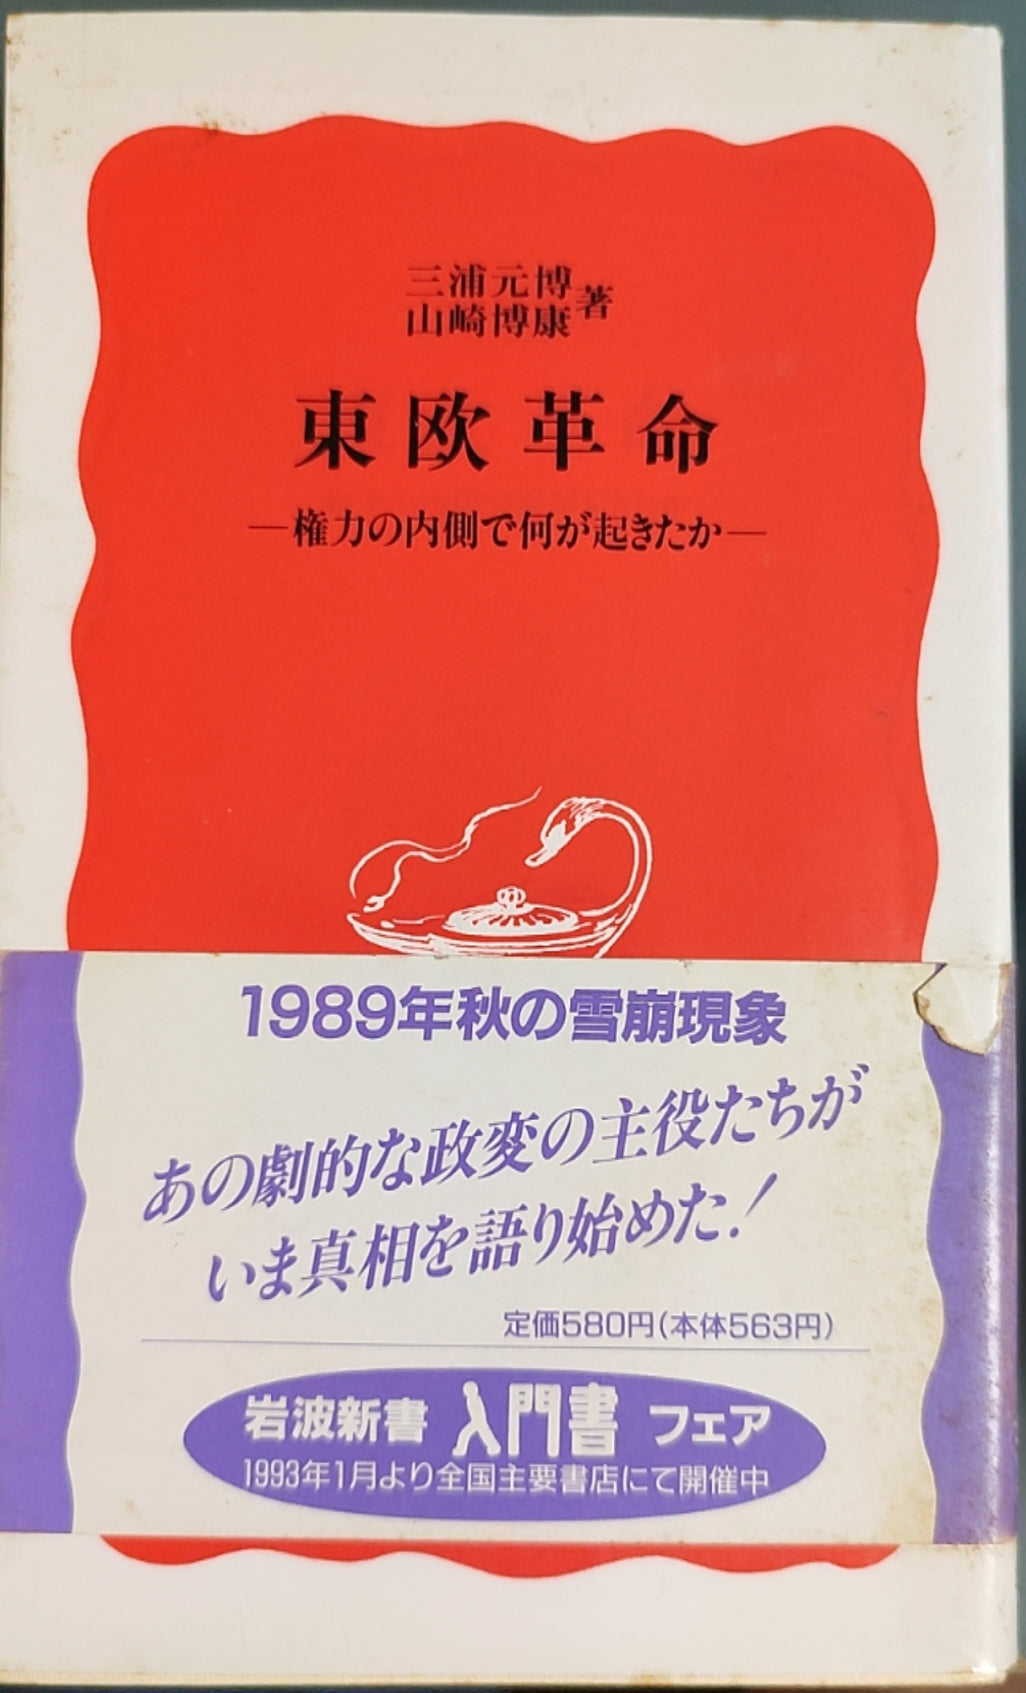 三浦元博
山崎博康
著
東欧革命
―権力の内側で何が起きたか―
1989年秋の雪崩現象
あの劇的な政変の主役たちが
いま真相を語り始めた!
定価580円(本体563円)
岩波新書 入門書 フェア
1993年1月より全国主要書店にて開催中